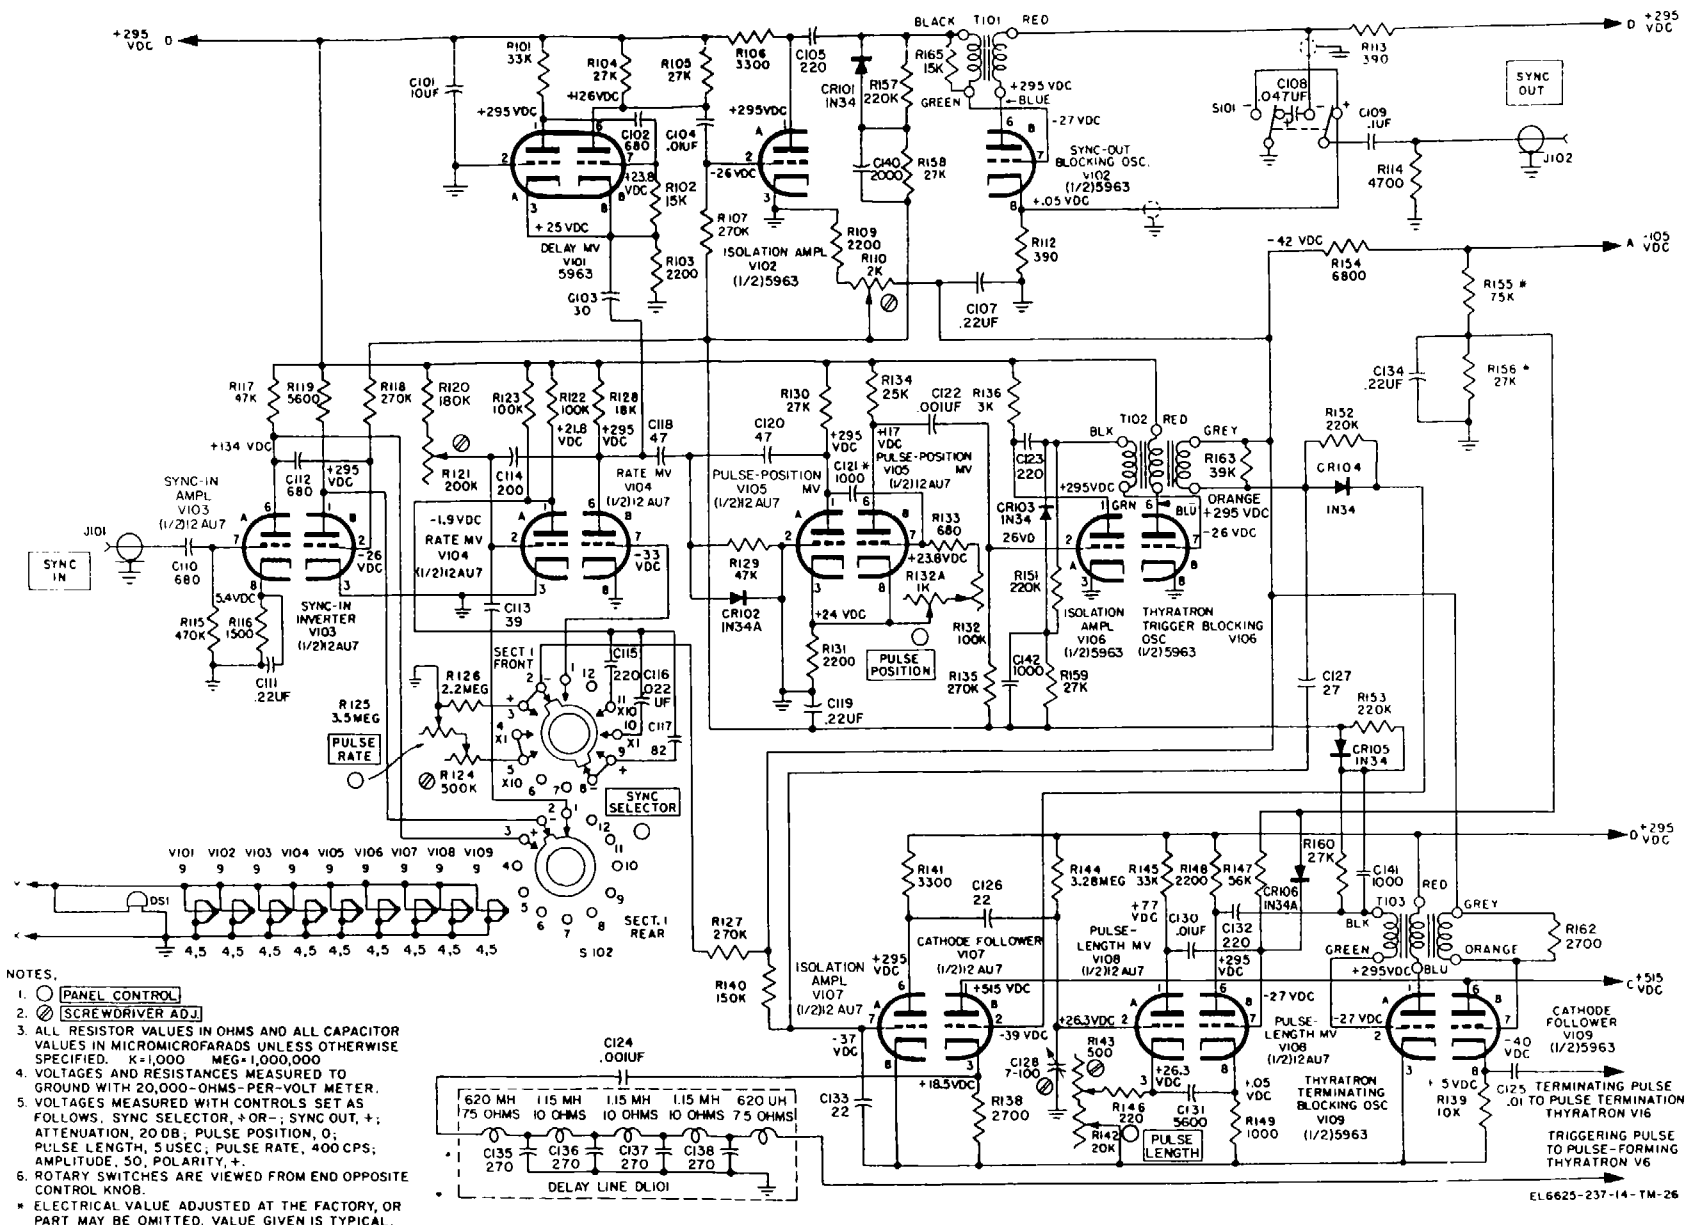 +295 VDC D
R101 33K
R104 27K
R105 27K
R106 3300
C105 220
BLACK T101 RED
R165 15K
R113 390
D +295 VDC
C101 10UF
+126 VDC
+295 VDC
C102 680
C104 .01UF
+295VDC
CR101 1N34
R157 220K
GREEN
+295 VDC
BLUE
-27 VDC
S101
C108 .047UF
C109 .1UF
SYNC OUT
J102
R114 4700
+23.8 VDC
R102 15K
-26 VDC
C140 2000
R158 27K
SYNC-OUT BLOCKING OSC.
V102
(1/2)5963
+.05 VDC
+25 VDC
DELAY MV
V101
5963
R103 2200
R107 270K
ISOLATION AMPL
V102
(1/2)5963
R109 2200
R110 2K
R112 390
C103 30
C107 .22UF
-42 VDC
R154 6800
A -105 VDC
R155 * 75K
R156 * 27K
C134 .22UF
R117 47K
R119 5600
R118 270K
R120 180K
R123 100K
R122 100K
R128 18K
R130 27K
R134 25K
C122 .001UF
R136 3K
+134 VDC
C112 680
+295 VDC
R121 200K
C114 200
+21.8 VDC
+295 VDC
C118 47
RATE MV
V104
(1/2)12AU7
C120 47
+295 VDC
+117 VDC
C121* 1000
PULSE-POSITION MV
V105
(1/2)12AU7
PULSE-POSITION MV
V105
(1/2)12AU7
C123 220
BLK T102 RED GREY
R163 39K
R152 220K
CR104 1N34
ORANGE
+295 VDC
GRN BLU
+295VDC
SYNC-IN AMPL
V103
(1/2)12AU7
-1.9VDC
RATE MV
V104
(1/2)12AU7
-33 VDC
R133 680
+23.8VDC
CR103 1N34
-26 VDC
J101
SYNC IN
C110 680
-26 VDC
5.4VDC
R115 470K
R116 1500
C111 .22UF
SYNC-IN INVERTER
V103
(1/2)12AU7
C113 39
R129 47K
CR102 1N34A
+24 VDC
R131 2200
C119 .22UF
R132A 1K
R132 100K
PULSE POSITION
R135 270K
R151 220K
C142 1000
R159 27K
ISOLATION AMPL
V106
(1/2)5963
THYRATRON TRIGGER BLOCKING OSC V106
(1/2)5963
C127 27
R153 220K
CR105 1N34
SECT 1 FRONT
R126 2.2MEG
R125 3.5MEG
PULSE RATE
R124 500K
C115 220
C116 .022 UF
C117 82
X10
X1
X1
X10
SYNC SELECTOR
SECT. 1 REAR
S102
V101 V102 V103 V104 V105 V106 V107 V108 V109
9 9 9 9 9 9 9 9 9
DS1
4,5 4,5 4,5 4,5 4,5 4,5 4,5 4,5 4,5
R127 270K
R140 150K
R141 3300
C126 22
R144 3.28MEG
R145 33K
R148 2200
R147 56K
R160 27K
CR106 1N34A
C141 1000
D +295 VDC
+77 VDC
C130 .01UF
C132 220
BLK T103 RED GREY
GREEN
BLU
ORANGE
R162 2700
+295VDC
C +515 VDC
ISOLATION AMPL
V107
(1/2)12AU7
+295 VDC
CATHODE FOLLOWER
V107
(1/2)12AU7
+515 VDC
PULSE-LENGTH MV
V108
(1/2)12AU7
+295 VDC
-27 VDC
PULSE-LENGTH MV
V108
(1/2)12AU7
-27 VDC
CATHODE FOLLOWER
V109
(1/2)5963
-37 VDC
-39 VDC
+26.3VDC
C128 7-100
R143 500
+26.3 VDC
+.05 VDC
-40 VDC
+18.5VDC
C133 22
R138 2700
R146 220
C131 5600
R142 20K
PULSE LENGTH
R149 1000
THYRATRON TERMINATING BLOCKING OSC
V109
(1/2)5963
+5VDC
R139 10K
C125 .01
TERMINATING PULSE TO PULSE TERMINATION THYRATRON V16
TRIGGERING PULSE TO PULSE-FORMING THYRATRON V6
C124 .001UF
620 MH 1.15 MH 1.15 MH 1.15 MH 620 UH
75 OHMS 10 OHMS 10 OHMS 10 OHMS 75 OHMS
C135 270 C136 270 C137 270 C138 270
DELAY LINE DL101
NOTES,
1. PANEL CONTROL
2. SCREWDRIVER ADJ.
3. ALL RESISTOR VALUES IN OHMS AND ALL CAPACITOR
VALUES IN MICROMICROFARADS UNLESS OTHERWISE
SPECIFIED. K=1,000 MEG=1,000,000
4. VOLTAGES AND RESISTANCES MEASURED TO
GROUND WITH 20,000-OHMS-PER-VOLT METER.
5. VOLTAGES MEASURED WITH CONTROLS SET AS
FOLLOWS, SYNC SELECTOR, + OR -; SYNC OUT, +;
ATTENUATION, 20 DB; PULSE POSITION, 0;
PULSE LENGTH, 5 USEC; PULSE RATE, 400 CPS;
AMPLITUDE, 50, POLARITY, +.
6. ROTARY SWITCHES ARE VIEWED FROM END OPPOSITE
CONTROL KNOB.
* ELECTRICAL VALUE ADJUSTED AT THE FACTORY, OR
PART MAY BE OMITTED. VALUE GIVEN IS TYPICAL.
EL6625-237-14-TM-26